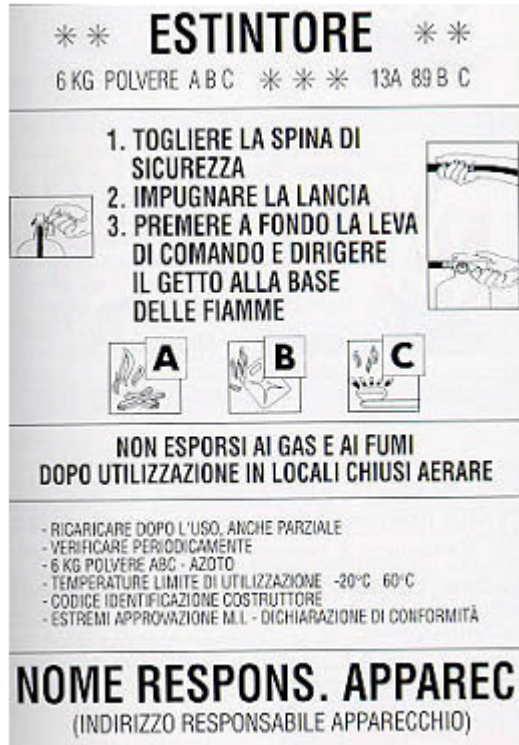 ** ESTINTORE **
6 KG POLVERE A B C *** 13A 89 B C
1. TOGLIERE LA SPINA DI
SICUREZZA
2. IMPUGNARE LA LANCIA
3. PREMERE A FONDO LA LEVA
DI COMANDO E DIRIGERE
IL GETTO ALLA BASE
DELLE FIAMME
A B C
NON ESPORSI AI GAS E AI FUMI
DOPO UTILIZZAZIONE IN LOCALI CHIUSI AERARE
- RICARICARE DOPO L'USO, ANCHE PARZIALE
- VERIFICARE PERIODICAMENTE
- 6 KG POLVERE ABC - AZOTO
- TEMPERATURE LIMITE DI UTILIZZAZIONE -20°C 60°C
- CODICE IDENTIFICAZIONE COSTRUTTORE
- ESTREMI APPROVAZIONE M.I. - DICHIARAZIONE DI CONFORMITÀ
NOME RESPONS. APPAREC
(INDIRIZZO RESPONSABILE APPARECCHIO)